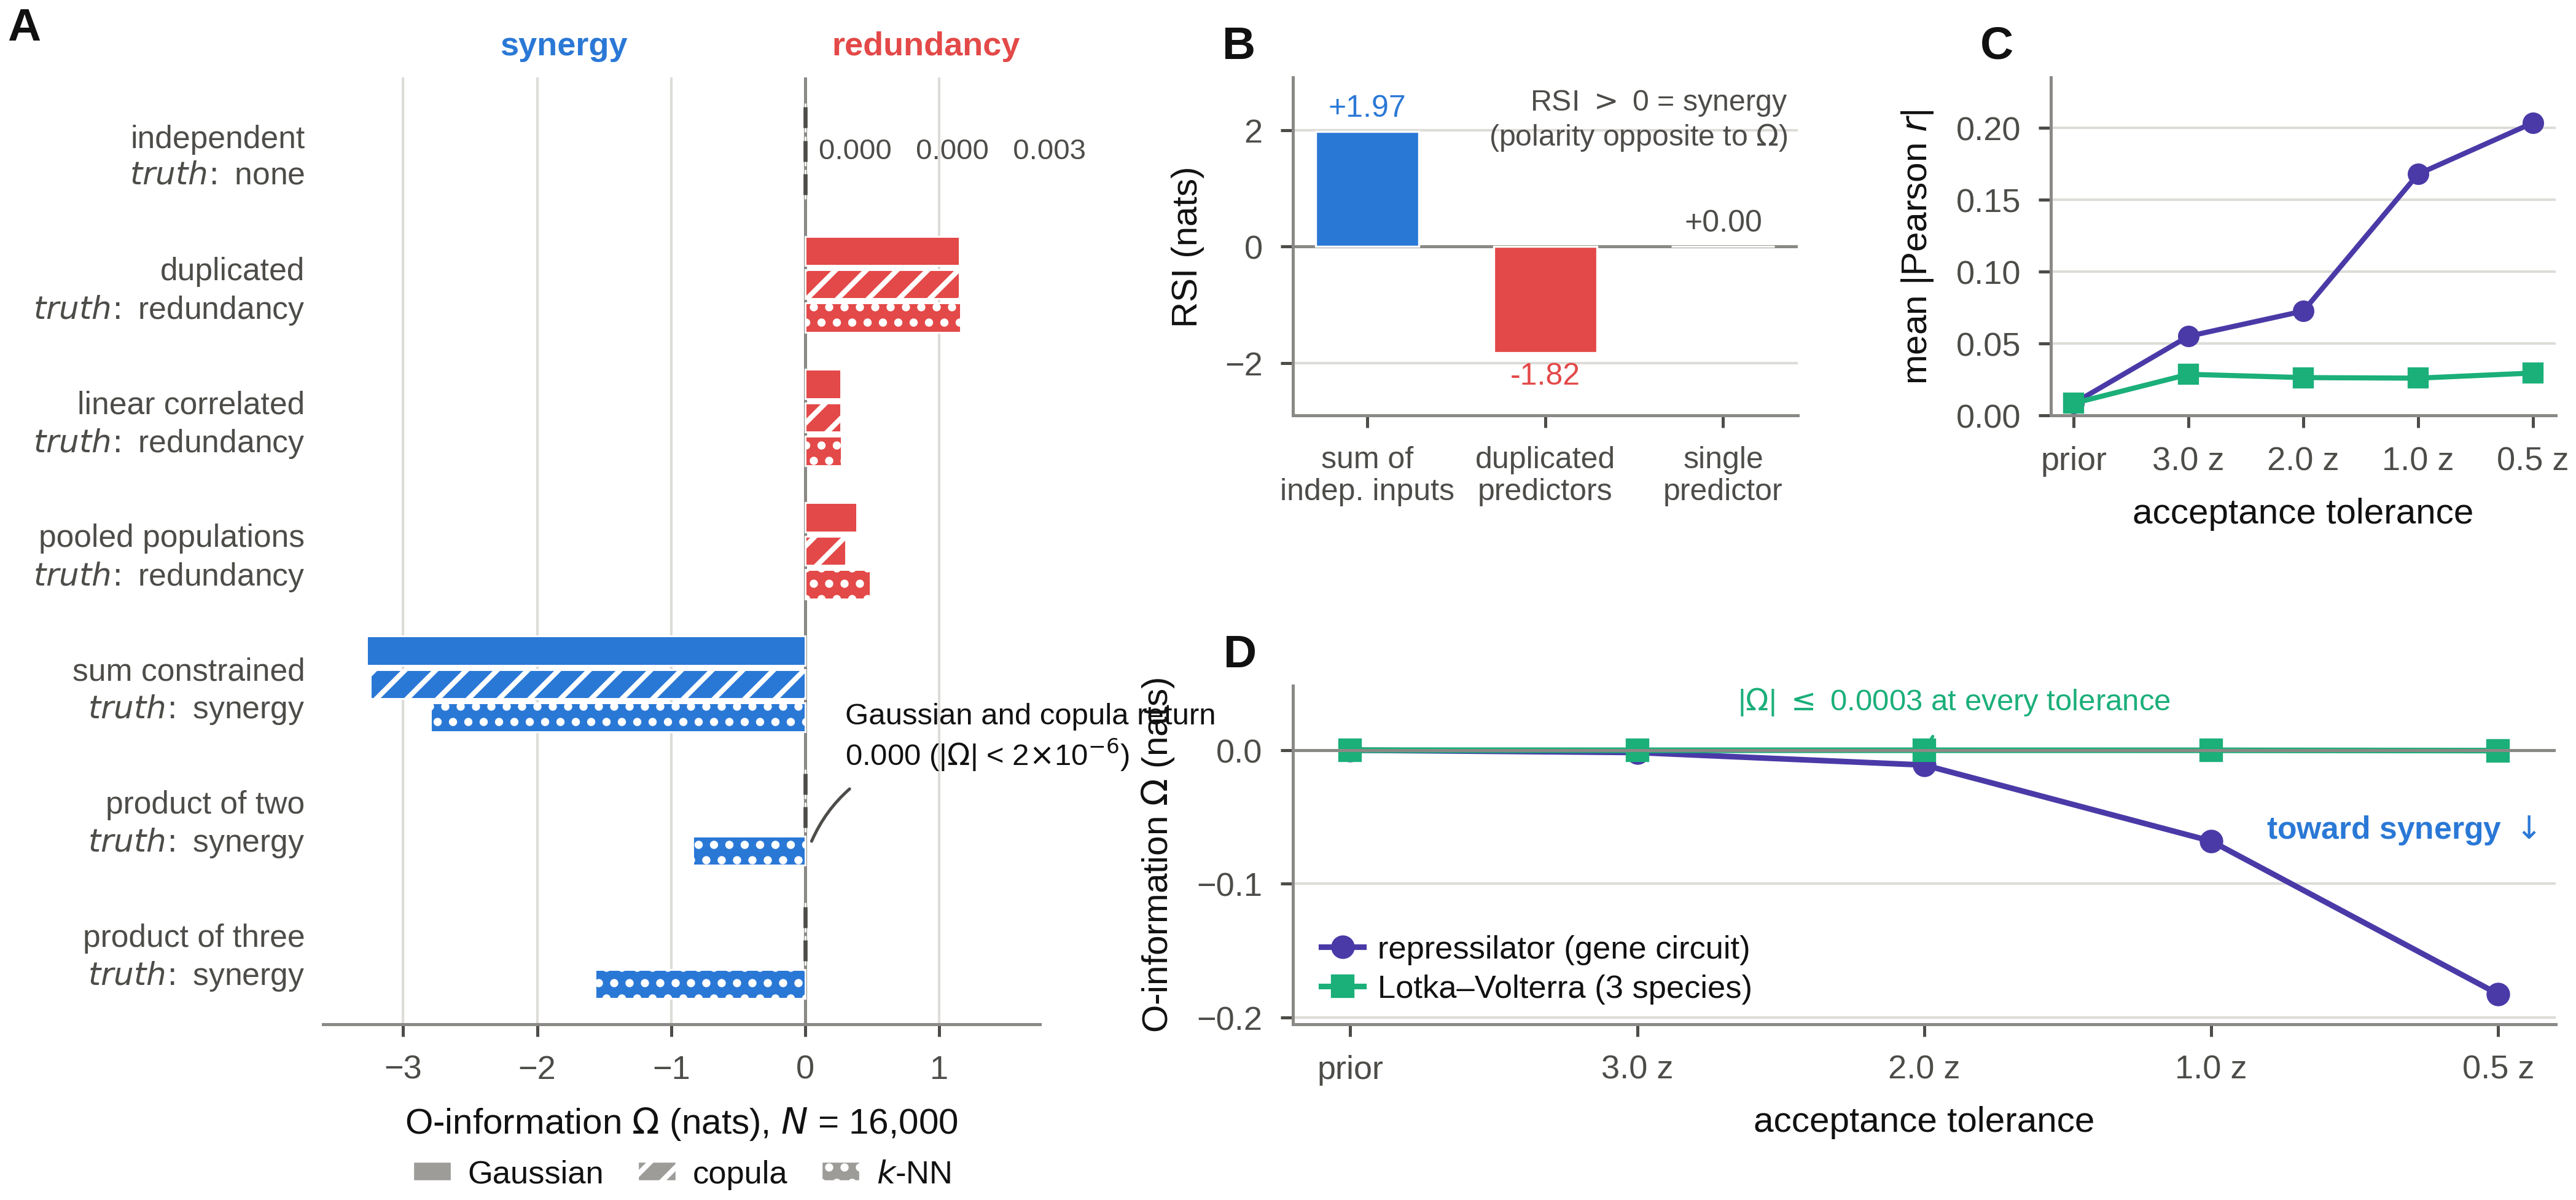 A
synergy
redundancy
independent
truth: none
0.000 0.000 0.003
duplicated
truth: redundancy
linear correlated
truth: redundancy
pooled populations
truth: redundancy
sum constrained
truth: synergy
Gaussian and copula return
0.000 (|Ω| < 2×10⁻⁶)
product of two
truth: synergy
product of three
truth: synergy
−3 −2 −1 0 1
O-information Ω (nats), N = 16,000
Gaussian copula k-NN
B
RSI (nats)
2
0
−2
+1.97
-1.82
+0.00
RSI > 0 = synergy
(polarity opposite to Ω)
sum of
indep. inputs
duplicated
predictors
single
predictor
C
mean |Pearson r|
0.20
0.15
0.10
0.05
0.00
prior 3.0 z 2.0 z 1.0 z 0.5 z
acceptance tolerance
D
O-information Ω (nats)
0.0
−0.1
−0.2
|Ω| ≤ 0.0003 at every tolerance
toward synergy ↓
repressilator (gene circuit)
Lotka–Volterra (3 species)
prior 3.0 z 2.0 z 1.0 z 0.5 z
acceptance tolerance